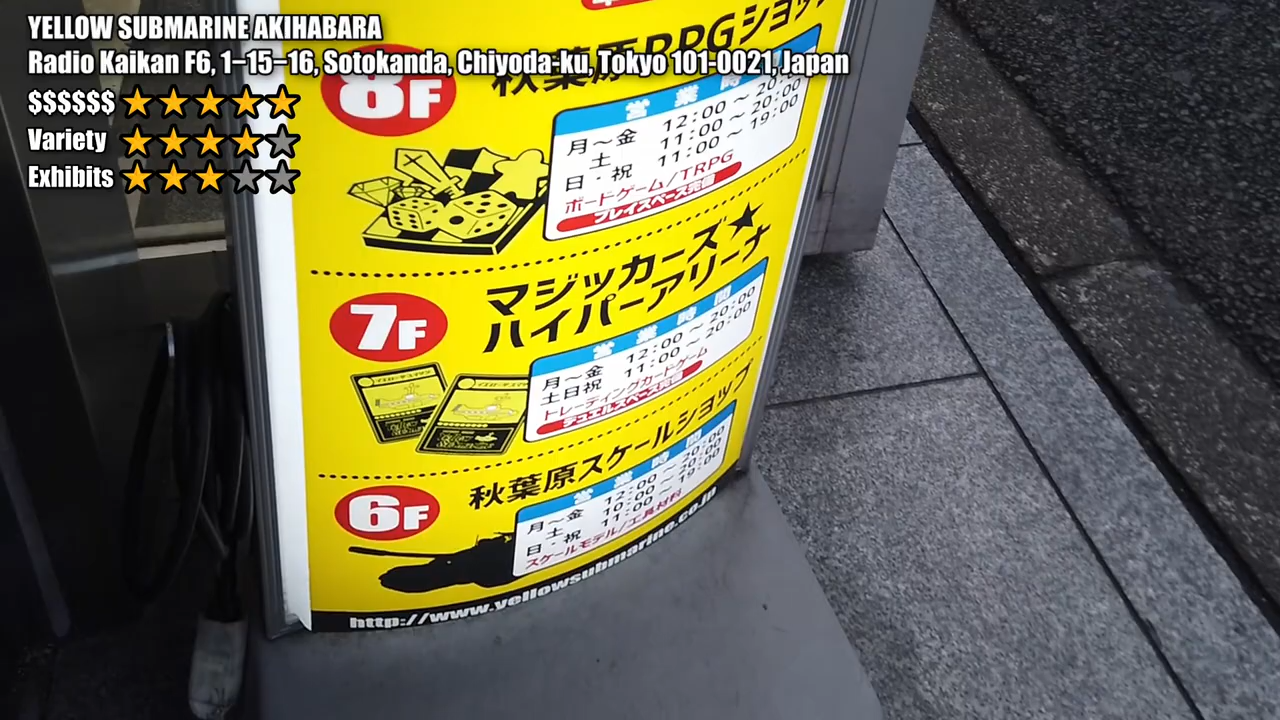 YELLOW SUBMARINE AKIHABARA
Radio Kaikan F6, 1-15-16, Sotokanda, Chiyoda-ku, Tokyo 101-0021, Japan
$$$$$$
Variety
Exhibits
8F
秋葉原RPGショップ
営業時間
月～金 12:00～20:00
土 11:00～20:00
日・祝 11:00～19:00
ボードゲーム/TRPG
プレイスペース完備
7F
マジッカーズ★
ハイパーアリーナ
営業時間
月～金 12:00～20:00
土日祝 11:00～20:00
トレーディングカードゲーム
デュエルスペース完備
6F
秋葉原スケールショップ
営業時間
月～金 12:00～20:00
土 10:00～20:00
日・祝 11:00～19:00
スケールモデル/工具材料
http://www.yellowsubmarine.co.jp